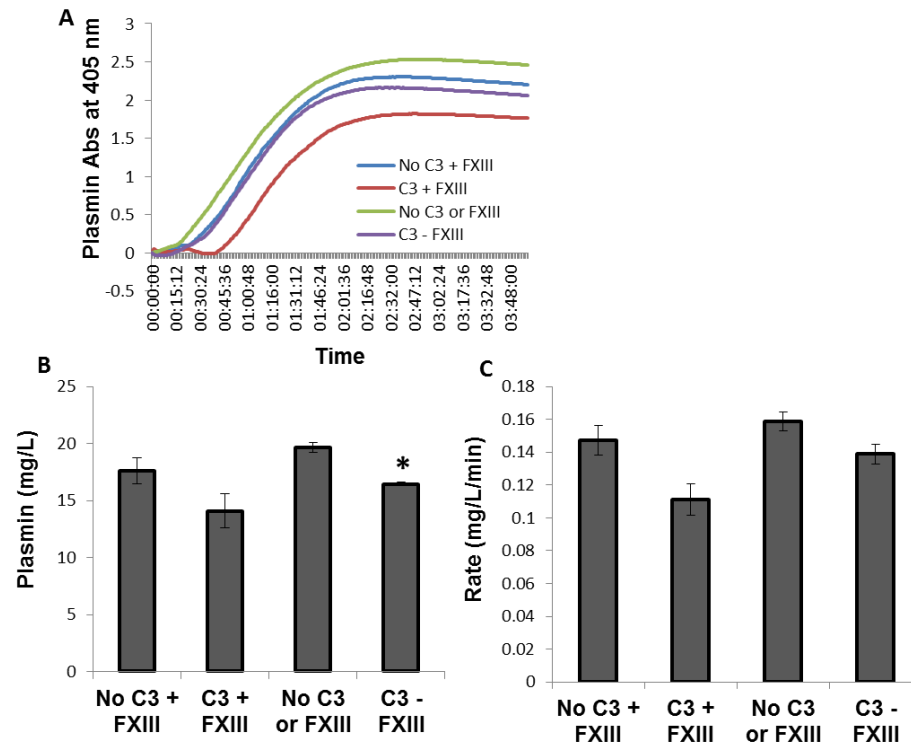 A
Plasmin Abs at 405 nm
3
2.5
2
1.5
1
0.5
0
-0.5
No C3 + FXIII
C3 + FXIII
No C3 or FXIII
C3 - FXIII
00:00:00
00:15:12
00:30:24
00:45:36
01:00:48
01:16:00
01:31:12
01:46:24
02:01:36
02:16:48
02:32:00
02:47:12
03:02:24
03:17:36
03:32:48
03:48:00
Time
B
Plasmin (mg/L)
25
20
15
10
5
0
*
No C3 +
FXIII
C3 +
FXIII
No C3
or FXIII
C3 -
FXIII
C
Rate (mg/L/min)
0.18
0.16
0.14
0.12
0.1
0.08
0.06
0.04
0.02
0
No C3 +
FXIII
C3 +
FXIII
No C3
or FXIII
C3 -
FXIII